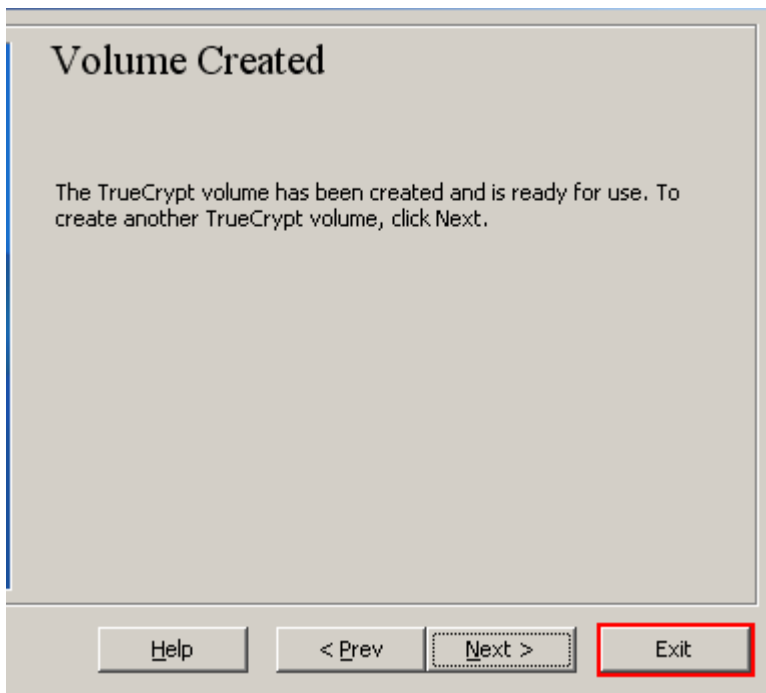 Volume Created
The TrueCrypt volume has been created and is ready for use. To
create another TrueCrypt volume, click Next.
Help
< Prev
Next >
Exit